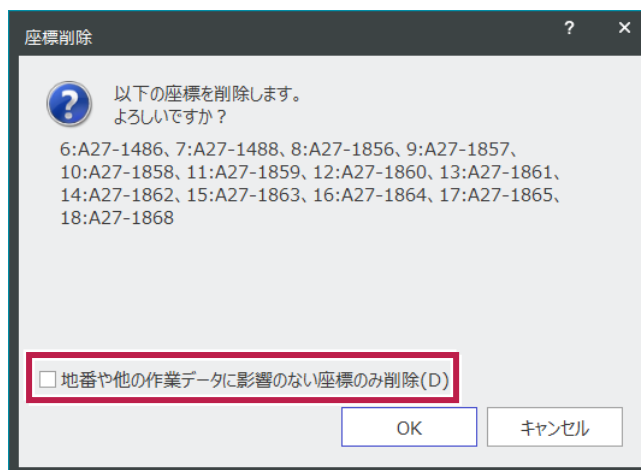 座標削除
?
×
以下の座標を削除します。
よろしいですか？
6:A27-1486、7:A27-1488、8:A27-1856、9:A27-1857、
10:A27-1858、11:A27-1859、12:A27-1860、13:A27-1861、
14:A27-1862、15:A27-1863、16:A27-1864、17:A27-1865、
18:A27-1868
地番や他の作業データに影響のない座標のみ削除(D)
OK
キャンセル